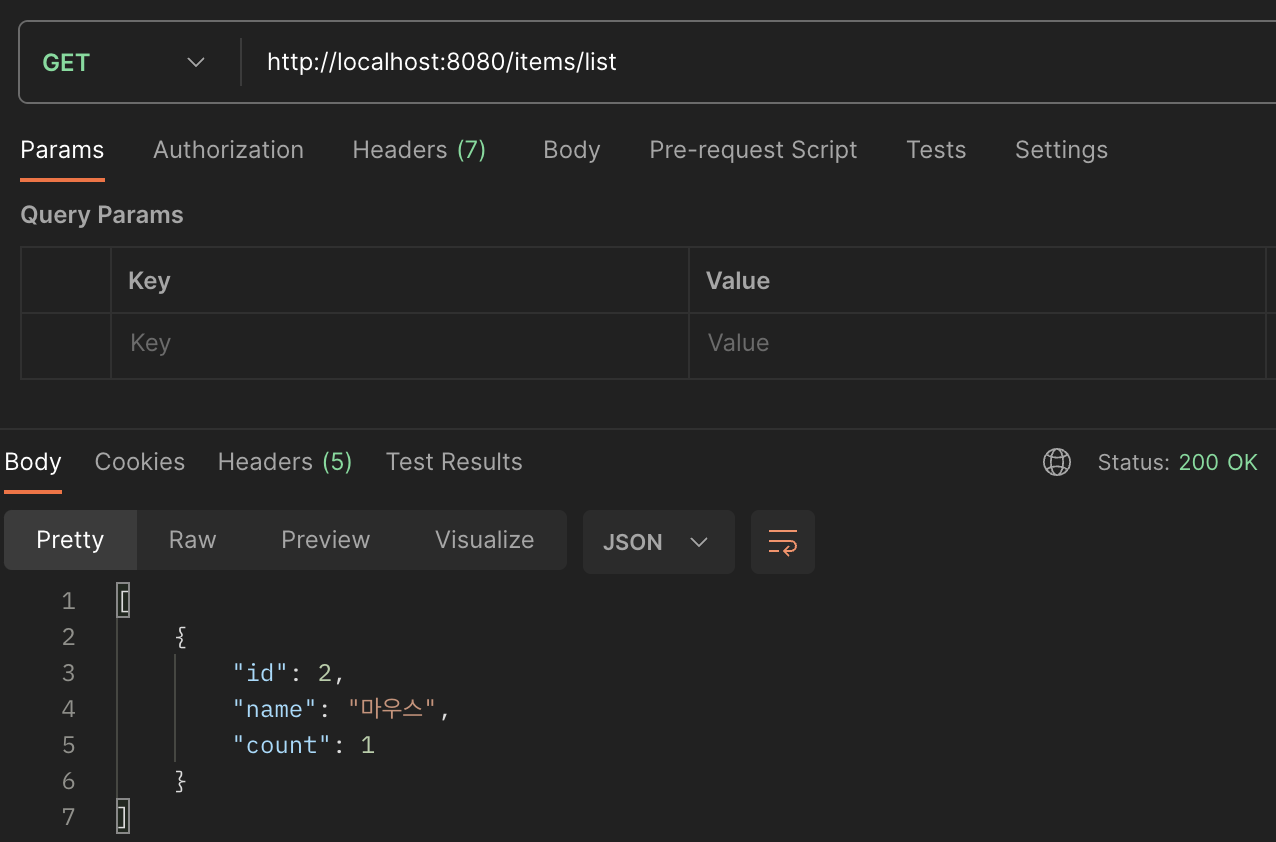 GET http://localhost:8080/items/list
Params Authorization Headers (7) Body Pre-request Script Tests Settings
Query Params
Key Value
Key Value
Body Cookies Headers (5) Test Results Status: 200 OK
Pretty Raw Preview Visualize JSON
1 [
2 {
3 "id": 2,
4 "name": "마우스",
5 "count": 1
6 }
7 ]